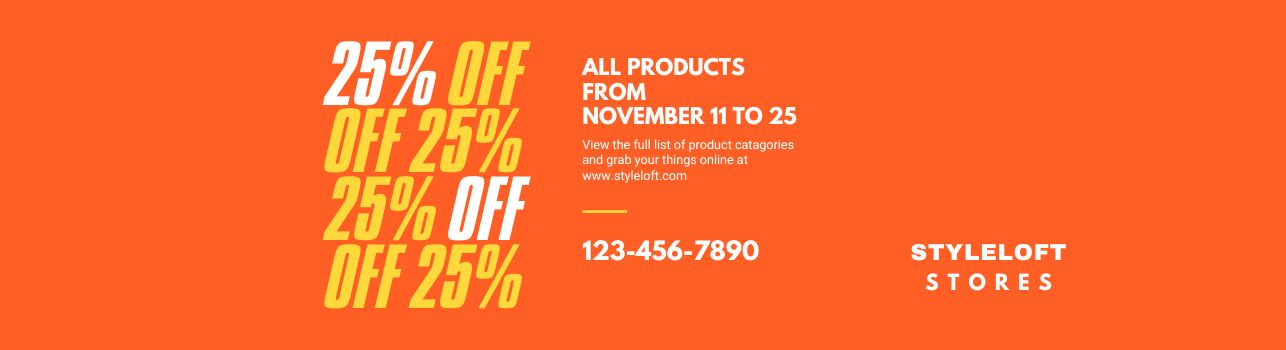 25% OFF
OFF 25%
25% OFF
OFF 25%
ALL PRODUCTS
FROM
NOVEMBER 11 TO 25
View the full list of product catagories
and grab your things online at
www.styleloft.com
123-456-7890
STYLELOFT
STORES